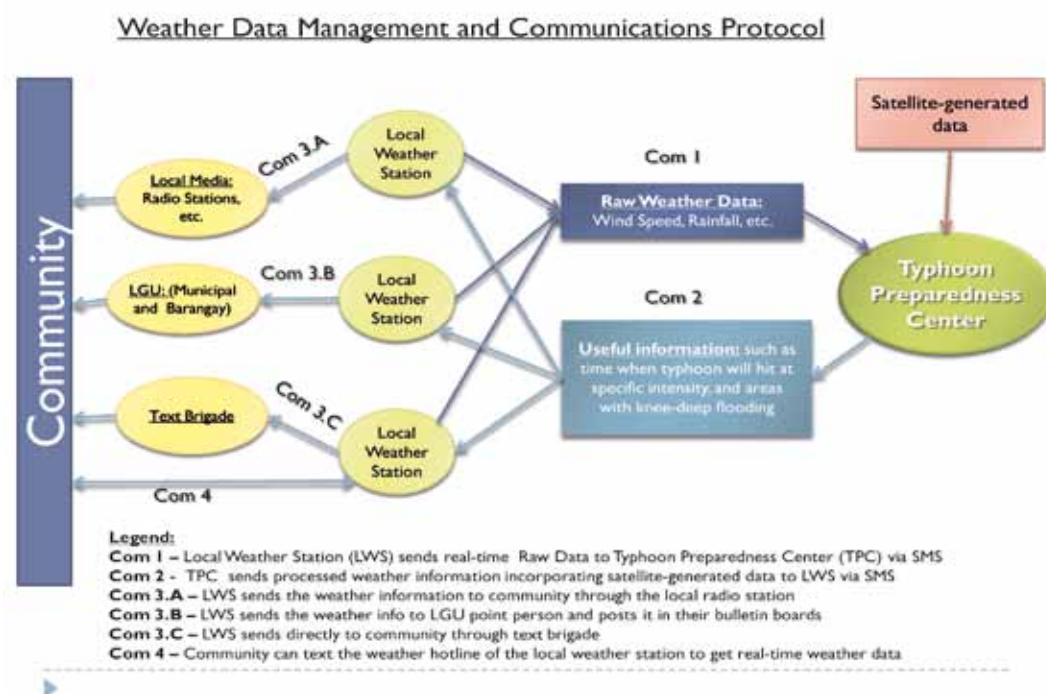 Weather Data Management and Communications Protocol
Satellite-generated
data
Community
Local Media:
Radio Stations,
etc.
Com 3.A
Local
Weather
Station
Com 1
Raw Weather Data:
Wind Speed, Rainfall, etc.
Typhoon
Preparedness
Center
LGU: (Municipal
and Barangay)
Com 3.B
Local
Weather
Station
Com 2
Useful information: such as
time when typhoon will hit at
specific intensity, and areas
with knee-deep flooding
Text Brigade
Com 3.C
Local
Weather
Station
Com 4
Legend:
Com 1 – Local Weather Station (LWS) sends real-time Raw Data to Typhoon Preparedness Center (TPC) via SMS
Com 2 - TPC sends processed weather information incorporating satellite-generated data to LWS via SMS
Com 3.A – LWS sends the weather information to community through the local radio station
Com 3.B – LWS sends the weather info to LGU point person and posts it in their bulletin boards
Com 3.C – LWS sends directly to community through text brigade
Com 4 – Community can text the weather hotline of the local weather station to get real-time weather data